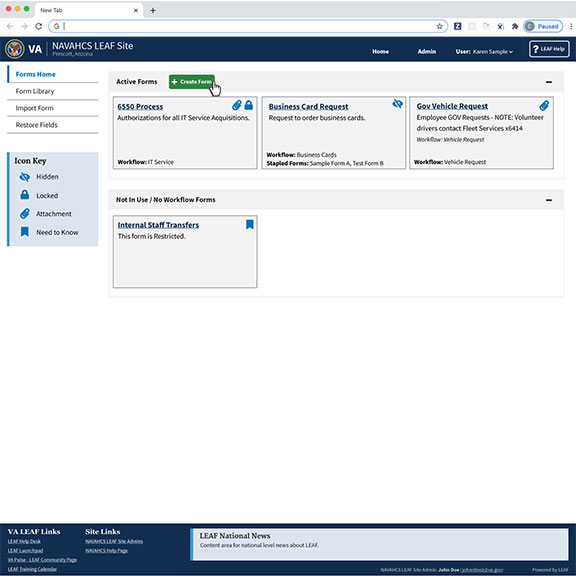 New Tab
G
C Paused
VA
NAVAHCS LEAF Site
Prescott, Arizona
Home
Admin
User: Karen Sample
? LEAF Help
Forms Home
Form Library
Import Form
Restore Fields
Icon Key
Hidden
Locked
Attachment
Need to Know
Active Forms
+ Create Form
6550 Process
Authorizations for all IT Service Acquisitions.
Workflow: IT Service
Business Card Request
Request to order business cards.
Workflow: Business Cards
Stapled Forms: Sample Form A, Test Form B
Gov Vehicle Request
Employee GOV Requests - NOTE: Volunteer
drivers contact Fleet Services x6414
Workflow: Vehicle Request
Workflow: Vehicle Request
Not In Use / No Workflow Forms
Internal Staff Transfers
This form is Restricted.
VA LEAF Links
LEAF Help Desk
LEAF Launchpad
VA Pulse - LEAF Community Page
LEAF Training Calendar
Site Links
NAVAHCS LEAF Site Admins
NAVAHCS Help Page
LEAF National News
Content area for national level news about LEAF.
NAVAHCS LEAF Site Admin: John Doe (johndoe2@va.gov)
Powered by LEAF